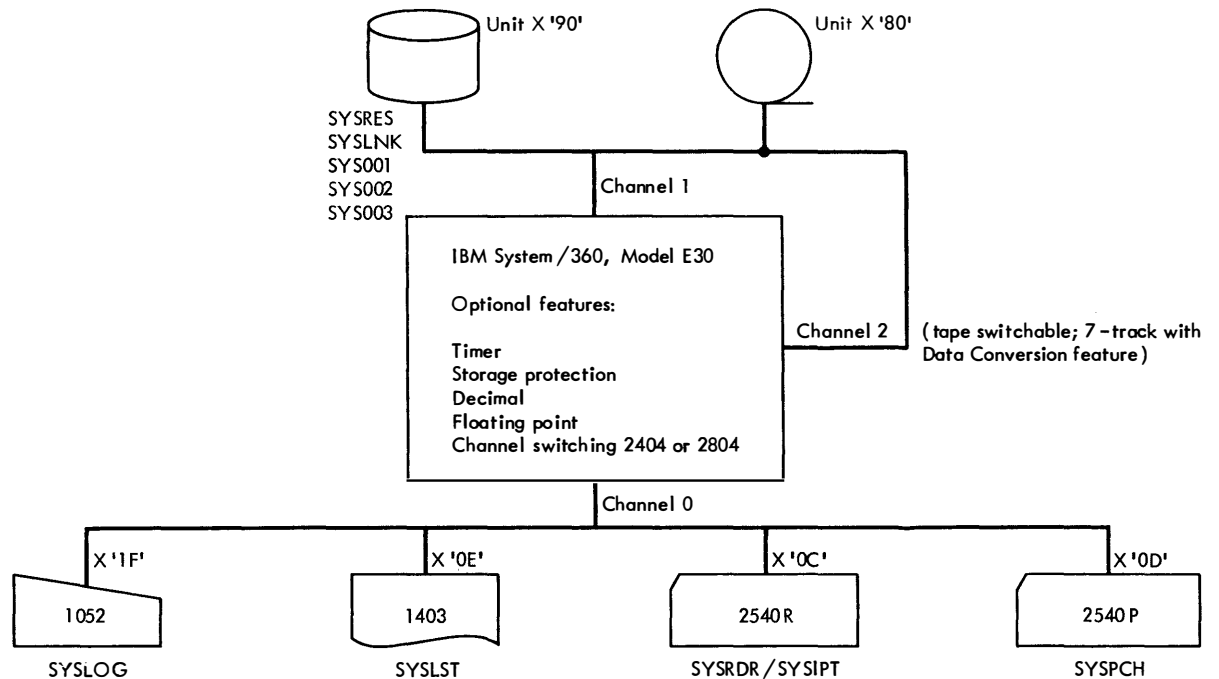 Unit X '90'
Unit X '80'
SYSRES
SYSLNK
SYS001
SYS002
SYS003
Channel 1
IBM System /360, Model E30
Optional features:
Timer
Storage protection
Decimal
Floating point
Channel switching 2404 or 2804
Channel 2
(tape switchable; 7-track with
Data Conversion feature)
Channel 0
X '1F'
X '0E'
X '0C'
X '0D'
1052
1403
2540 R
2540 P
SYSLOG
SYSLST
SYSRDR/SYSIPT
SYSPCH